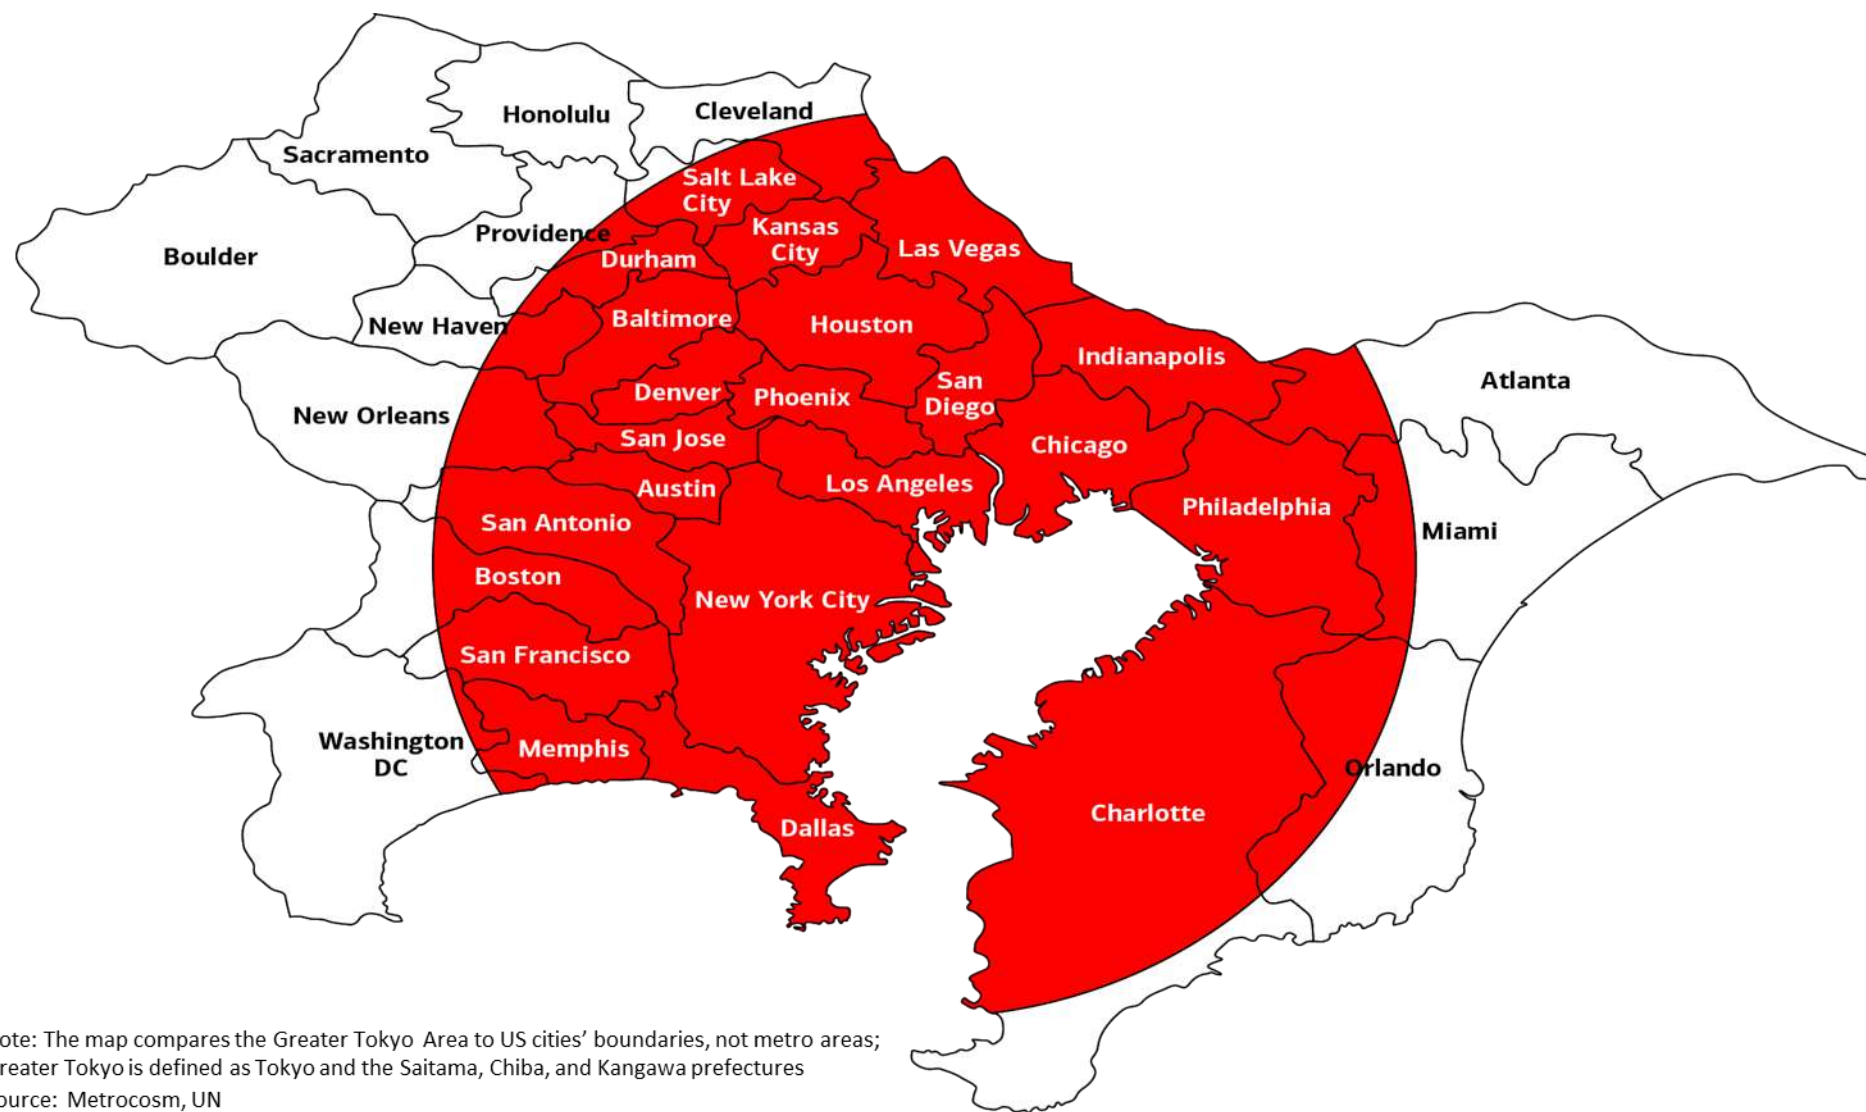 Honolulu
Cleveland
Sacramento
Salt Lake
City
Kansas
City
Providence
Las Vegas
Boulder
Durham
New Haven
Baltimore
Houston
Indianapolis
Atlanta
San
Diego
Denver
Phoenix
New Orleans
San Jose
Chicago
Austin
Los Angeles
Philadelphia
San Antonio
Miami
Boston
New York City
San Francisco
Washington
DC
Memphis
Orlando
Charlotte
Dallas
ote: The map compares the Greater Tokyo Area to US cities’ boundaries, not metro areas;
reater Tokyo is defined as Tokyo and the Saitama, Chiba, and Kangawa prefectures
ource: Metrocosm, UN